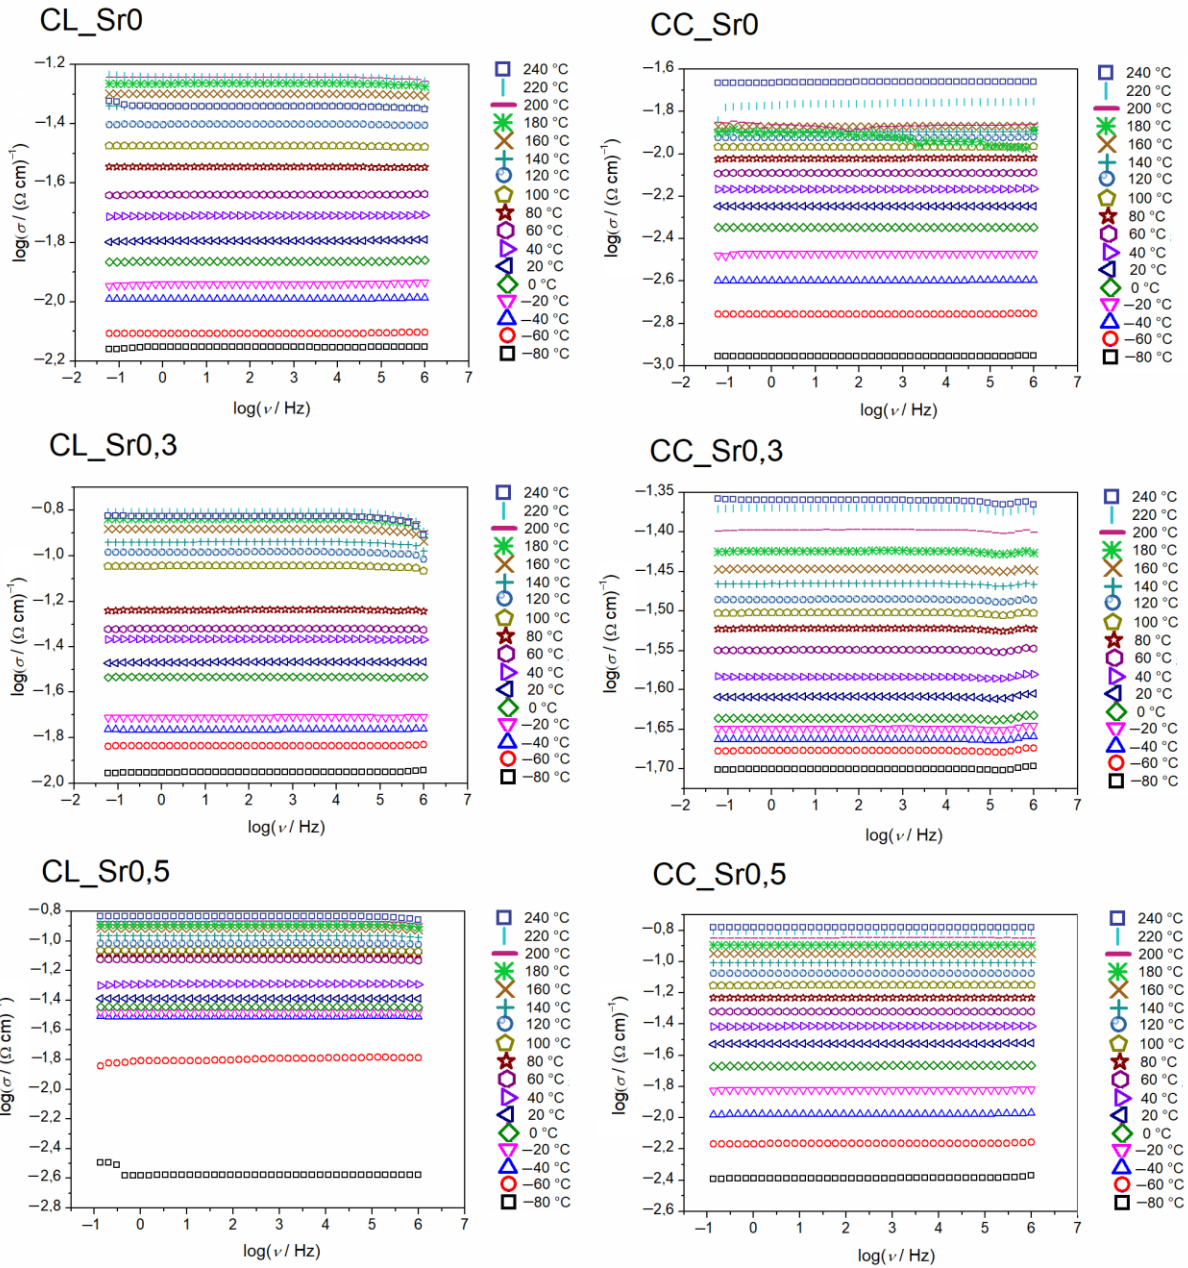 CL_Sr0
log(σ / (Ω cm)⁻¹)
−1.2
−1.4
−1.6
−1.8
−2.0
−2.2
−2 −1 0 1 2 3 4 5 6 7
log(ν / Hz)
240 °C
220 °C
200 °C
180 °C
160 °C
140 °C
120 °C
100 °C
80 °C
60 °C
40 °C
20 °C
0 °C
−20 °C
−40 °C
−60 °C
−80 °C
CC_Sr0
log(σ / (Ω cm)⁻¹)
−1.6
−1.8
−2.0
−2.2
−2.4
−2.6
−2.8
−3.0
−2 −1 0 1 2 3 4 5 6 7
log(ν / Hz)
240 °C
220 °C
200 °C
180 °C
160 °C
140 °C
120 °C
100 °C
80 °C
60 °C
40 °C
20 °C
0 °C
−20 °C
−40 °C
−60 °C
−80 °C
CL_Sr0,3
log(σ / (Ω cm)⁻¹)
−0.8
−1.0
−1.2
−1.4
−1.6
−1.8
−2.0
−2 −1 0 1 2 3 4 5 6 7
log(ν / Hz)
240 °C
220 °C
200 °C
180 °C
160 °C
140 °C
120 °C
100 °C
80 °C
60 °C
40 °C
20 °C
0 °C
−20 °C
−40 °C
−60 °C
−80 °C
CC_Sr0,3
log(σ / (Ω cm)⁻¹)
−1.35
−1.40
−1.45
−1.50
−1.55
−1.60
−1.65
−1.70
−2 −1 0 1 2 3 4 5 6 7
log(ν / Hz)
240 °C
220 °C
200 °C
180 °C
160 °C
140 °C
120 °C
100 °C
80 °C
60 °C
40 °C
20 °C
0 °C
−20 °C
−40 °C
−60 °C
−80 °C
CL_Sr0,5
log(σ / (Ω cm)⁻¹)
−0.8
−1.0
−1.2
−1.4
−1.6
−1.8
−2.0
−2.2
−2.4
−2.6
−2.8
−1 0 1 2 3 4 5 6 7
log(ν / Hz)
240 °C
220 °C
200 °C
180 °C
160 °C
140 °C
120 °C
100 °C
80 °C
60 °C
40 °C
20 °C
0 °C
−20 °C
−40 °C
−60 °C
−80 °C
CC_Sr0,5
log(σ / (Ω cm)⁻¹)
−0.8
−1.0
−1.2
−1.4
−1.6
−1.8
−2.0
−2.2
−2.4
−2.6
−1 0 1 2 3 4 5 6 7
log(ν / Hz)
240 °C
220 °C
200 °C
180 °C
160 °C
140 °C
120 °C
100 °C
80 °C
60 °C
40 °C
20 °C
0 °C
−20 °C
−40 °C
−60 °C
−80 °C